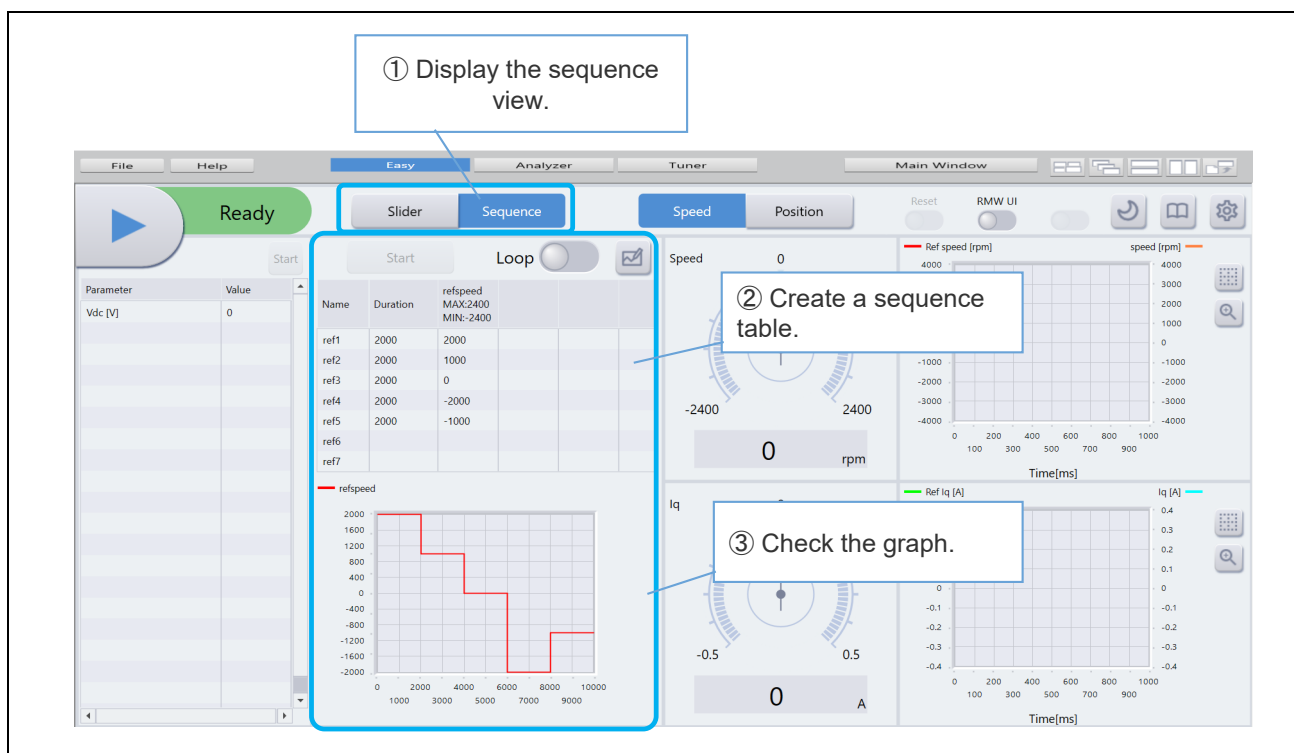 ① Display the sequence
view.
File Help Easy Analyzer Tuner Main Window
Ready Slider Sequence Speed Position Reset RMW UI
Start
Parameter Value
Vdc [V] 0
Start Loop
Name Duration refspeed
MAX:2400
MIN:-2400
ref1 2000 2000
ref2 2000 1000
ref3 2000 0
ref4 2000 -2000
ref5 2000 -1000
ref6
ref7
refspeed
2000
1600
1200
800
400
0
-400
-800
-1200
-1600
-2000
0 2000 4000 6000 8000 10000
1000 3000 5000 7000 9000
Speed 0
② Create a sequence
table.
-2400 2400
0 rpm
Ref speed [rpm] speed [rpm]
4000 4000
3000
2000
1000
0
-1000 -1000
-2000 -2000
-3000 -3000
-4000 -4000
0 200 400 600 800 1000
100 300 500 700 900
Time[ms]
Iq
③ Check the graph.
-0.5 0.5
0 A
Ref Iq [A] Iq [A]
0.4
0.3
0.2
0.1
0 0
-0.1 -0.1
-0.2 -0.2
-0.3 -0.3
-0.4 -0.4
0 200 400 600 800 1000
100 300 500 700 900
Time[ms]